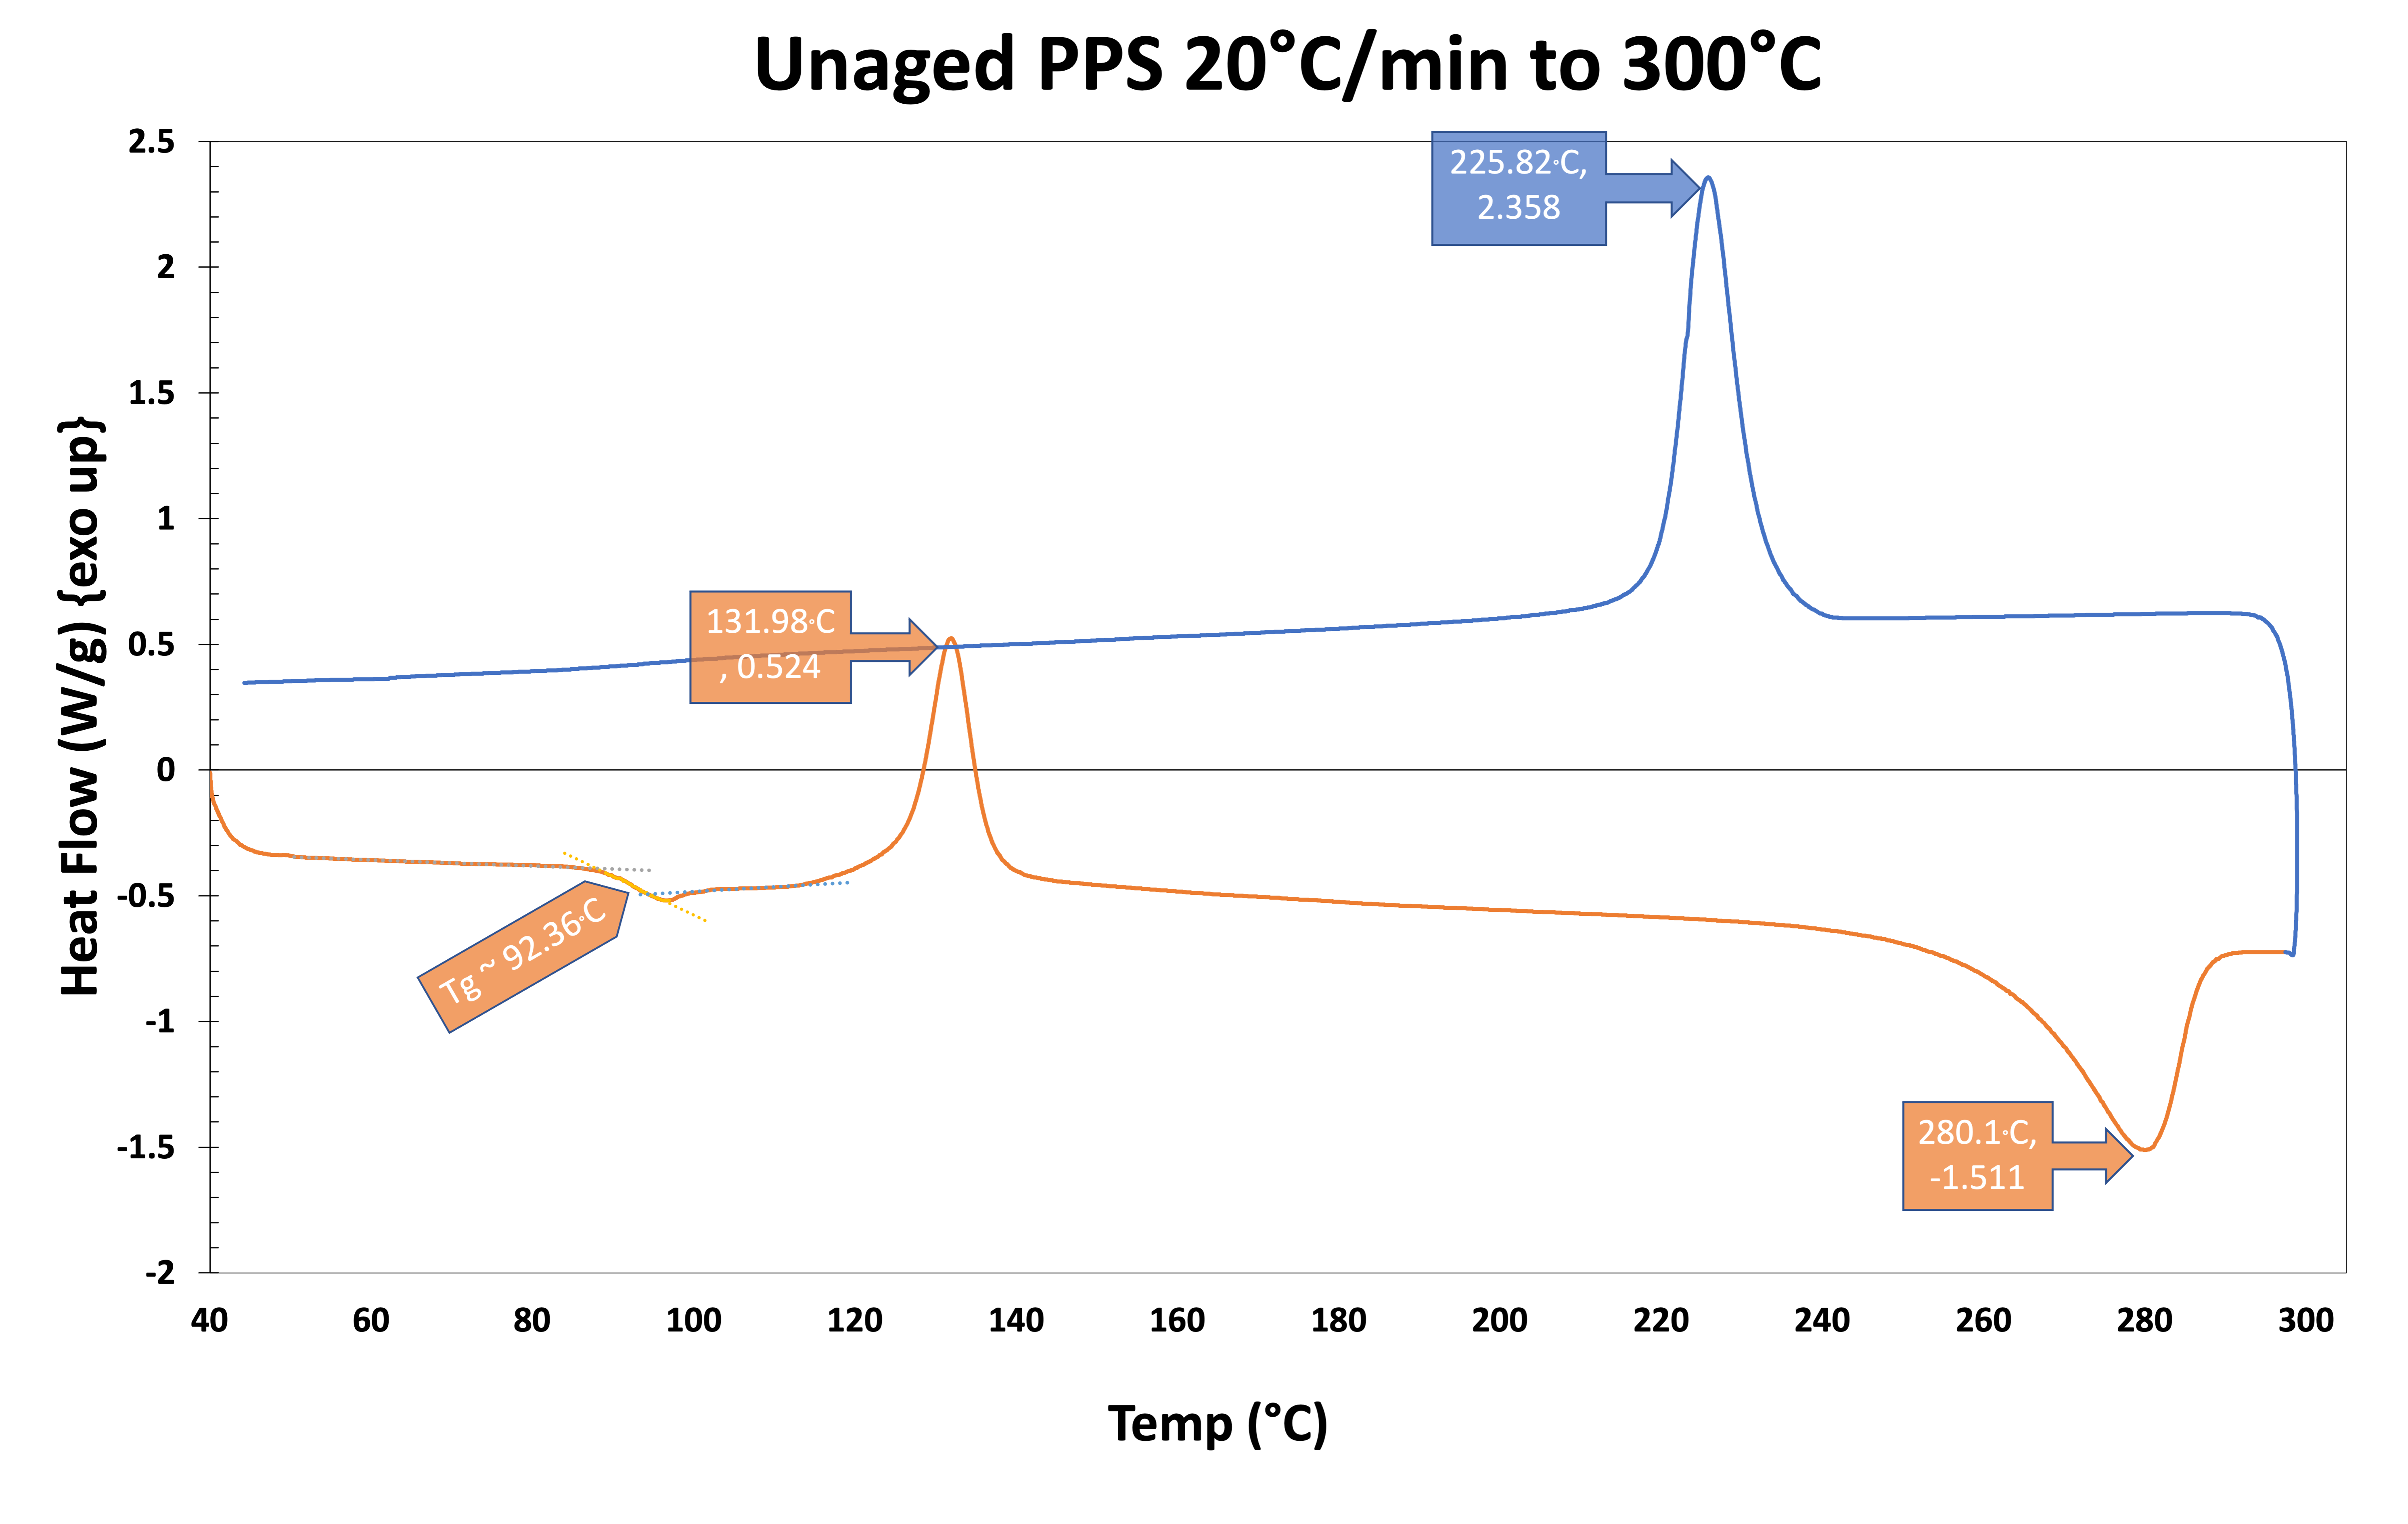 Unaged PPS 20°C/min to 300°C
Heat Flow (W/g) {exo up}
2.5
2
1.5
1
0.5
0
-0.5
-1
-1.5
-2
225.82°C,
2.358
131.98°C
, 0.524
Tg ~ 92.36°C
280.1°C,
-1.511
40 60 80 100 120 140 160 180 200 220 240 260 280 300
Temp (°C)